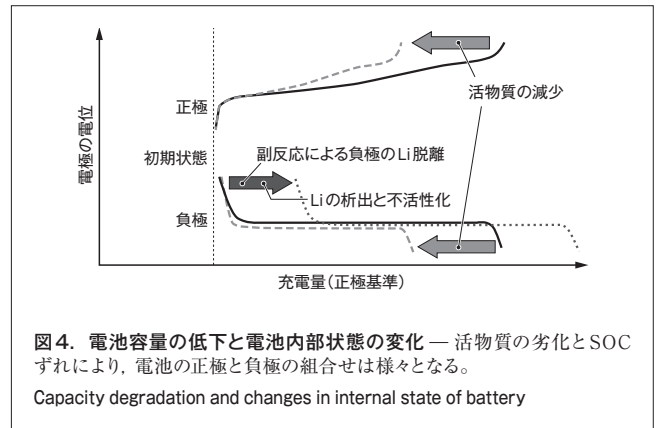 電極の電位
正極
初期状態
負極
活物質の減少
副反応による負極のLi脱離
Liの析出と不活性化
充電量(正極基準)
図4. 電池容量の低下と電池内部状態の変化 — 活物質の劣化とSOC
ずれにより,電池の正極と負極の組合せは様々となる。
Capacity degradation and changes in internal state of battery